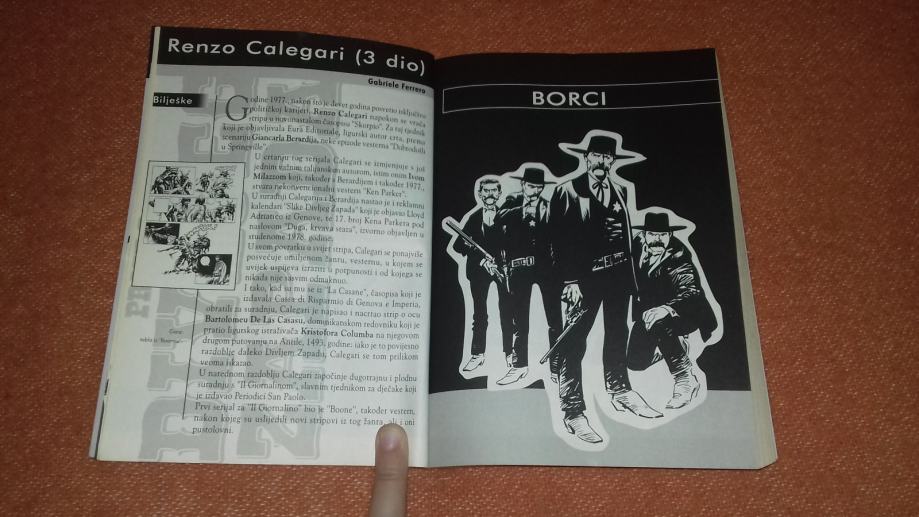 Renzo Calegari (3 dio)
Gabriele Ferrero
Bilješke
Godine 1977., nakon što je devet godina posvetio isključivo
političkoj karijeri, Renzo Calegari napokon se vraća
stripu u novonastalom časopisu "Skorpio". Za taj tjednik
koji je objavljivala Eura Editoriale, ligurski autor crta, prema
scenariju Giancarla Berardija, neke epizode vesterna "Dobrodošli
u Springville".
U crtanju tog serijala Calegari se izmjenjuje s još
jednim važnim talijanskim autorom, istim onim Ivom
Milazzom koji, također s Berardijem i također 1977.,
stvara nekonvencionalni vestern "Ken Parker".
U suradnji Calegarija i Berardija nastao je i reklamni
kalendari "Slike Divljeg Zapada" koji je objavio Lloyd
Adriatico iz Genove, te 17. broj Kena Parkera pod
naslovom "Duga, krvava staza", izvorno objavljen u
studenome 1978. godine.
U svom povratku u svijet stripa, Calegari se ponajviše
posvećuje omiljenom žanru, vesternu, u kojem se
uvijek uspijeva izraziti u potpunosti i od kojega se
nikada nije sasvim odmaknuo.
I tako, kad su mu se iz "La Casane", časopisa koji je
izdavala Cassa di Risparmio di Genova e Imperia,
obratili za suradnju, Calegari je napisao i nacrtao strip o ocu
Bartolomeu De Las Casasu, dominikanskom redovniku koji je
pratio ligurskog istraživača Kristofora Columba na njegovom
drugom putovanju na Antile, 1493. godine: iako je to povijesno
razdoblje daleko Divljem Zapadu, Calegari se tom prilikom
veoma iskazao.
U narednom razdoblju Calegari započinje dugotrajnu i plodnu
suradnju s "Il Giornalinom", slavnim tjednikom za dječake koji
je izdavao Periodici San Paolo.
Prvi serijal za "Il Giornalino" bio je "Boone", također vestern,
nakon kojeg su uslijedili novi stripovi iz tog žanra, ali i oni
pustolovni.
BORCI